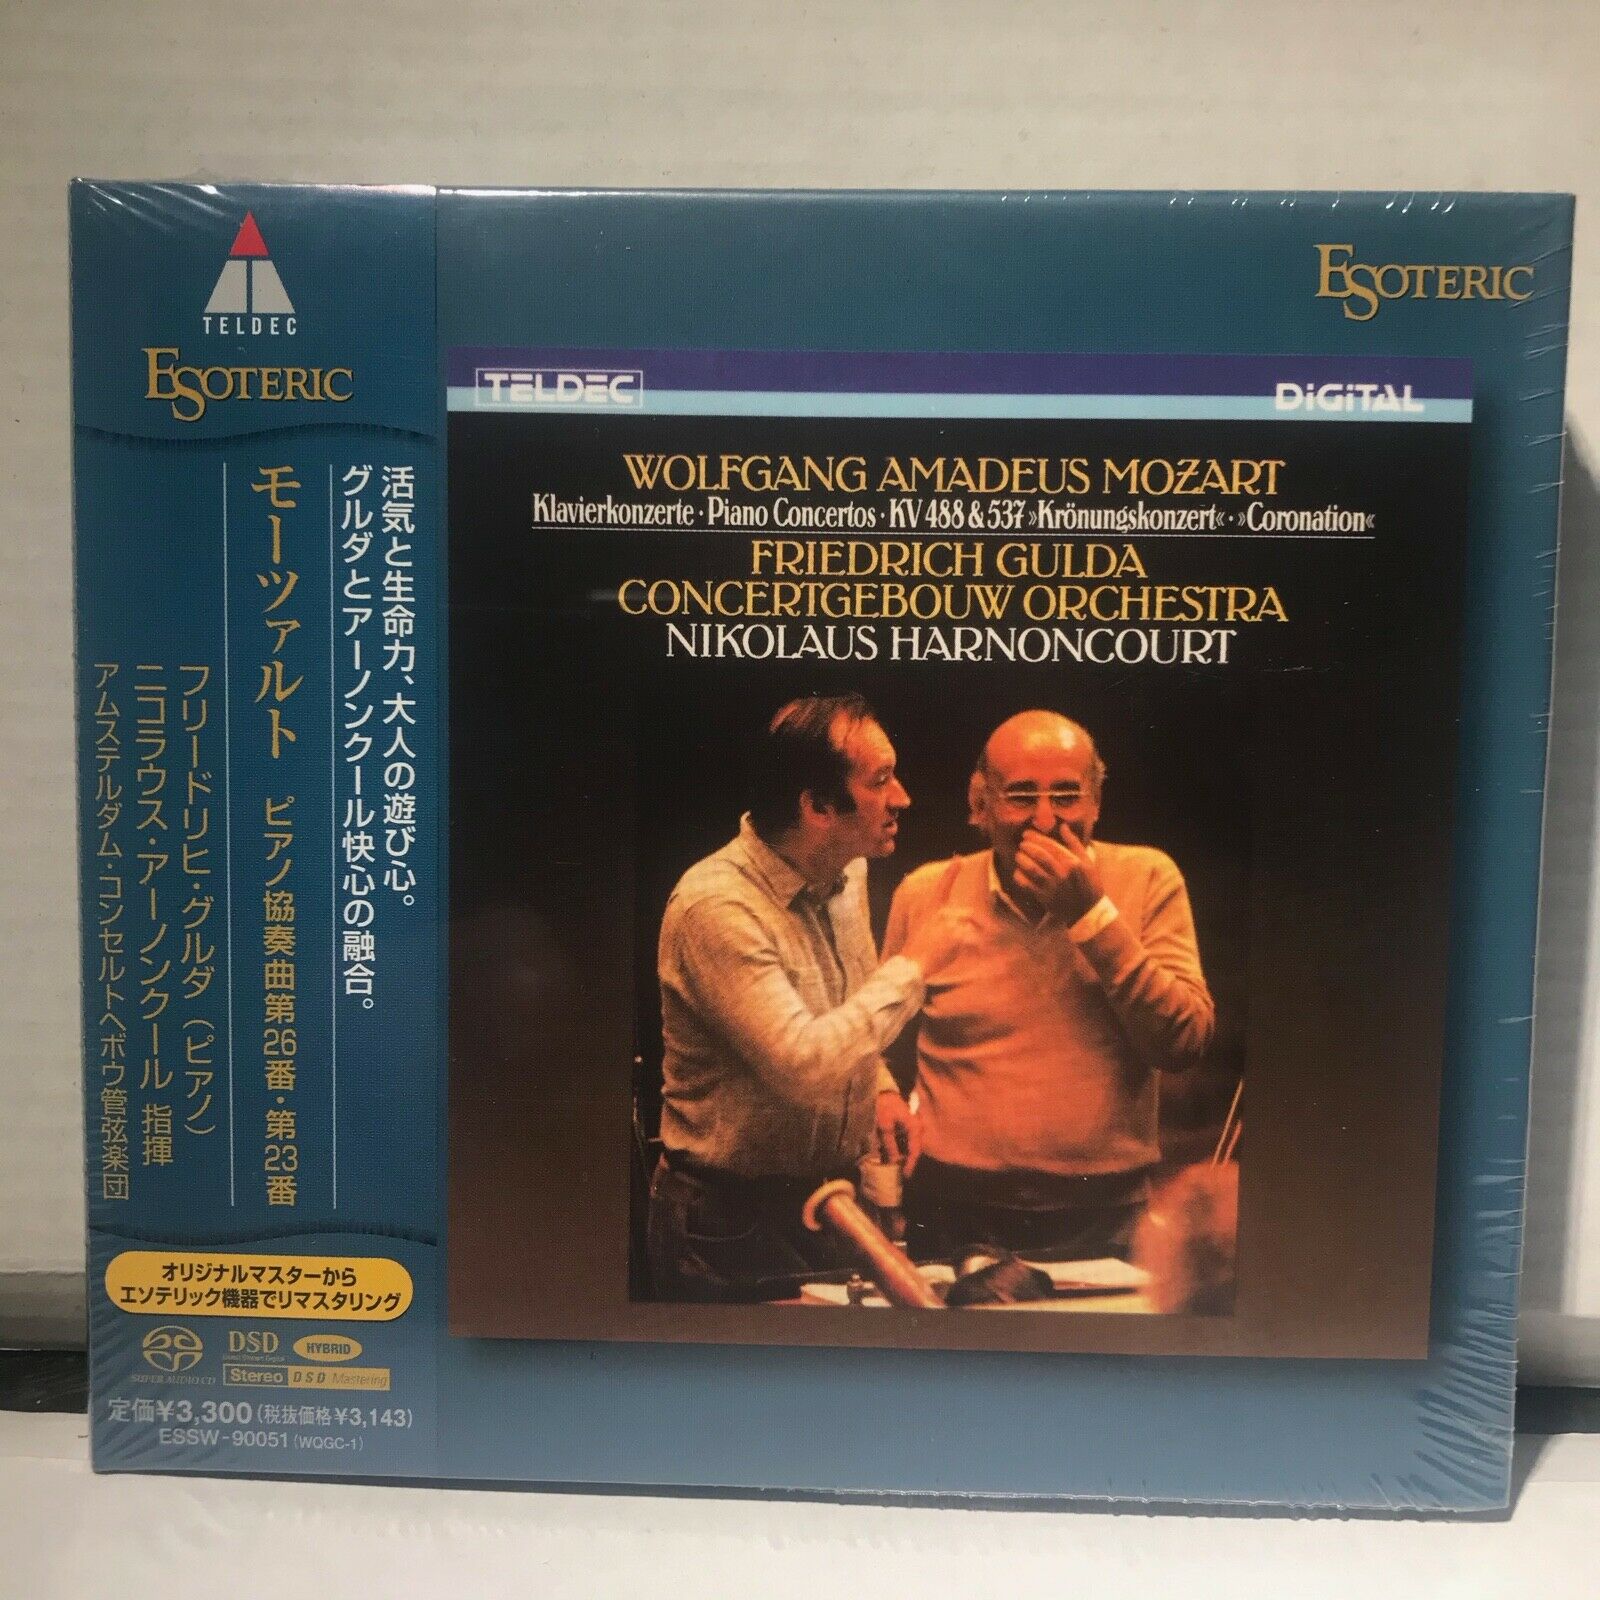 TELDEC
ESOTERIC
活気と生命力、大人の遊び心。
グルダとアーノンクール快心の融合。
モーツァルト ピアノ協奏曲第26番・第23番
フリードリヒ・グルダ(ピアノ)
ニコラウス・アーノンクール 指揮
アムステルダム・コンセルトヘボウ管弦楽団
オリジナルマスターから
エソテリック機器でリマスタリング
SUPER AUDIO CD
DSD
Direct Stream Digital
HYBRID
Stereo DSD Mastering
定価¥3,300(税抜価格¥3,143)
ESSW-90051(WQGC-1)
ESOTERIC
TELDEC DiGiTAL
WOLFGANG AMADEUS MOZART
Klavierkonzerte · Piano Concertos · KV 488 & 537 »Krönungskonzert« · »Coronation«
FRIEDRICH GULDA
CONCERTGEBOUW ORCHESTRA
NIKOLAUS HARNONCOURT